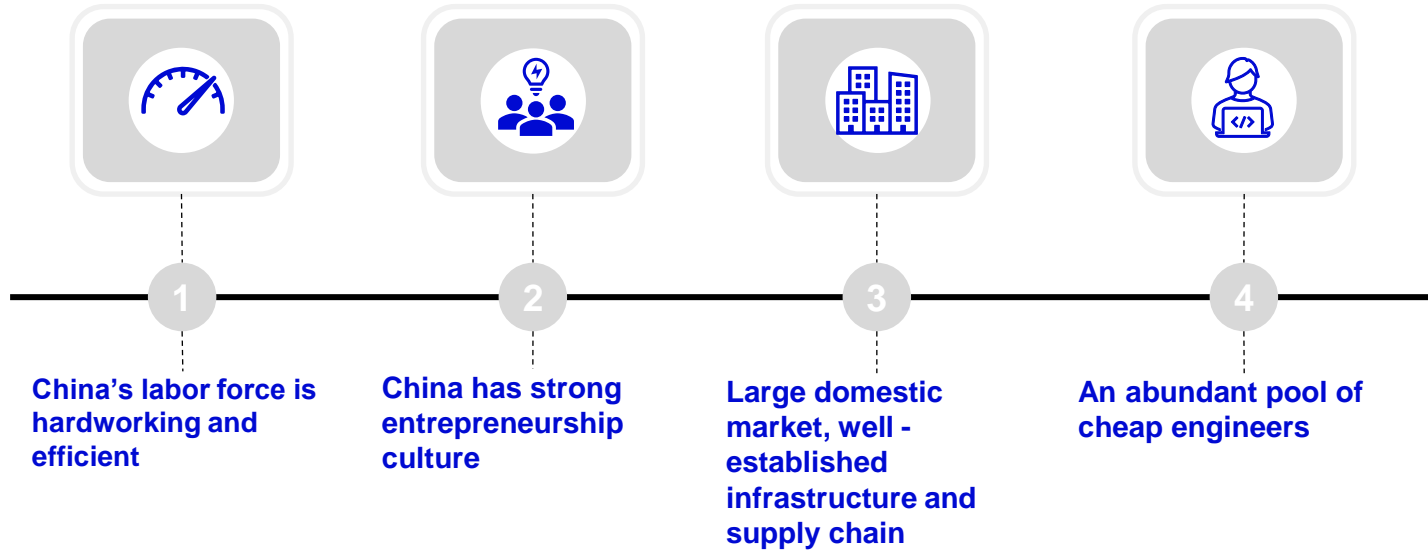 </>
1
2
3
4
China’s labor force is
hardworking and
efficient
China has strong
entrepreneurship
culture
Large domestic
market, well -
established
infrastructure and
supply chain
An abundant pool of
cheap engineers